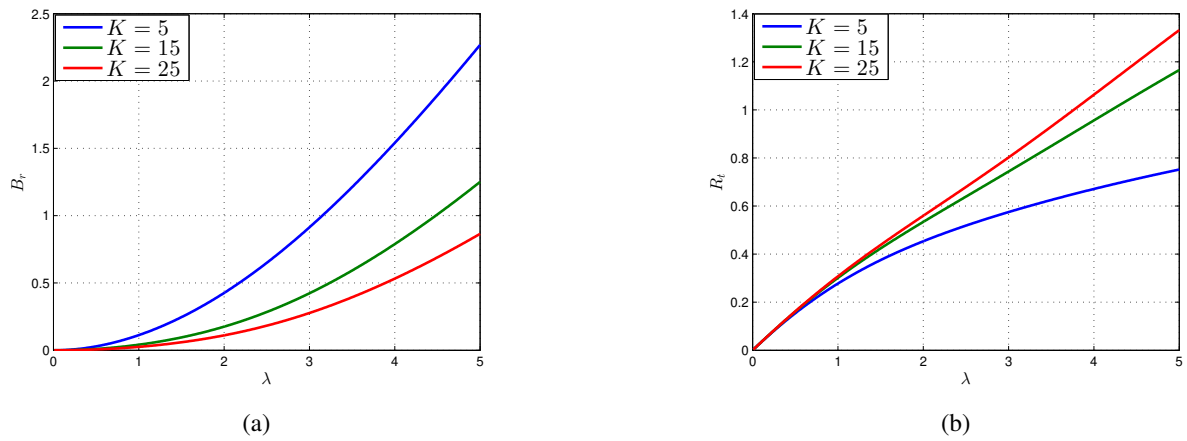 2.5
2
1.5
1
0.5
0
0 1 2 3 4 5
B_r
λ
K = 5
K = 15
K = 25
(a)
1.4
1.2
1
0.8
0.6
0.4
0.2
0
0 1 2 3 4 5
R_t
λ
K = 5
K = 15
K = 25
(b)